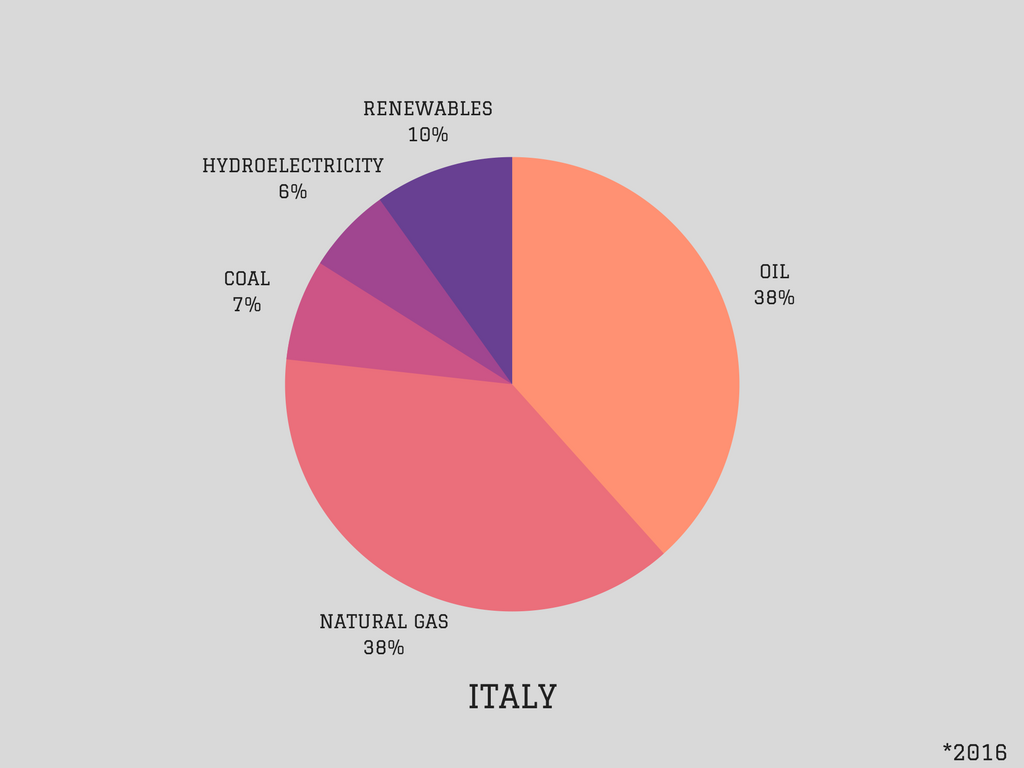 RENEWABLES
10%
HYDROELECTRICITY
6%
COAL
7%
OIL
38%
NATURAL GAS
38%
ITALY
*2016